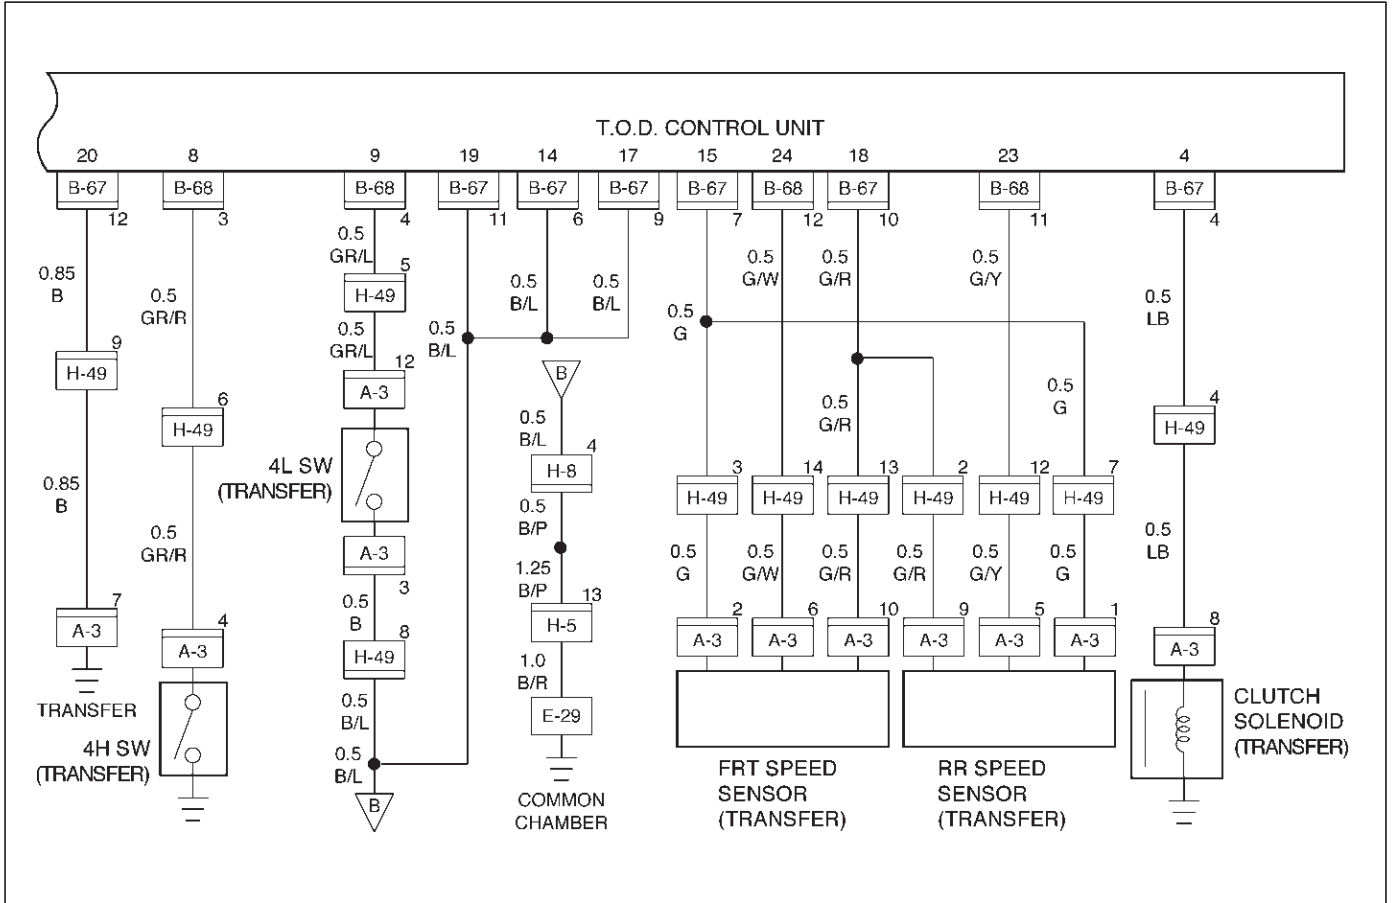 T.O.D. CONTROL UNIT
20 8 9 19 14 17 15 24 18 23 4
B-67 B-68 B-68 B-67 B-67 B-67 B-67 B-68 B-67 B-68 B-67
12 3 4 11 6 9 7 12 10 11 4
0.5
GR/L
0.85
B
0.5
GR/R
5
H-49
0.5
B/L
0.5
B/L
0.5
G/W
0.5
G/R
0.5
G/Y
0.5
LB
0.5
GR/L
0.5
B/L
0.5
G
9
H-49
12
A-3
B
6
H-49
0.5
B/L
0.5
G/R
0.5
G
4
H-49
4L SW
(TRANSFER)
4
H-8
3 14 13 2 12 7
H-49 H-49 H-49 H-49 H-49 H-49
0.85
B
0.5
GR/R
0.5
B/P
0.5
LB
A-3
3
1.25
B/P
0.5
G
0.5
G/W
0.5
G/R
0.5
G/R
0.5
G/Y
0.5
G
7
A-3
0.5
B
13
H-5
2 6 10 9 5 1
A-3 A-3 A-3 A-3 A-3 A-3
4
A-3
8
H-49
8
A-3
1.0
B/R
TRANSFER
0.5
B/L
E-29
CLUTCH
SOLENOID
(TRANSFER)
4H SW
(TRANSFER)
0.5
B/L
B
COMMON
CHAMBER
FRT SPEED
SENSOR
(TRANSFER)
RR SPEED
SENSOR
(TRANSFER)